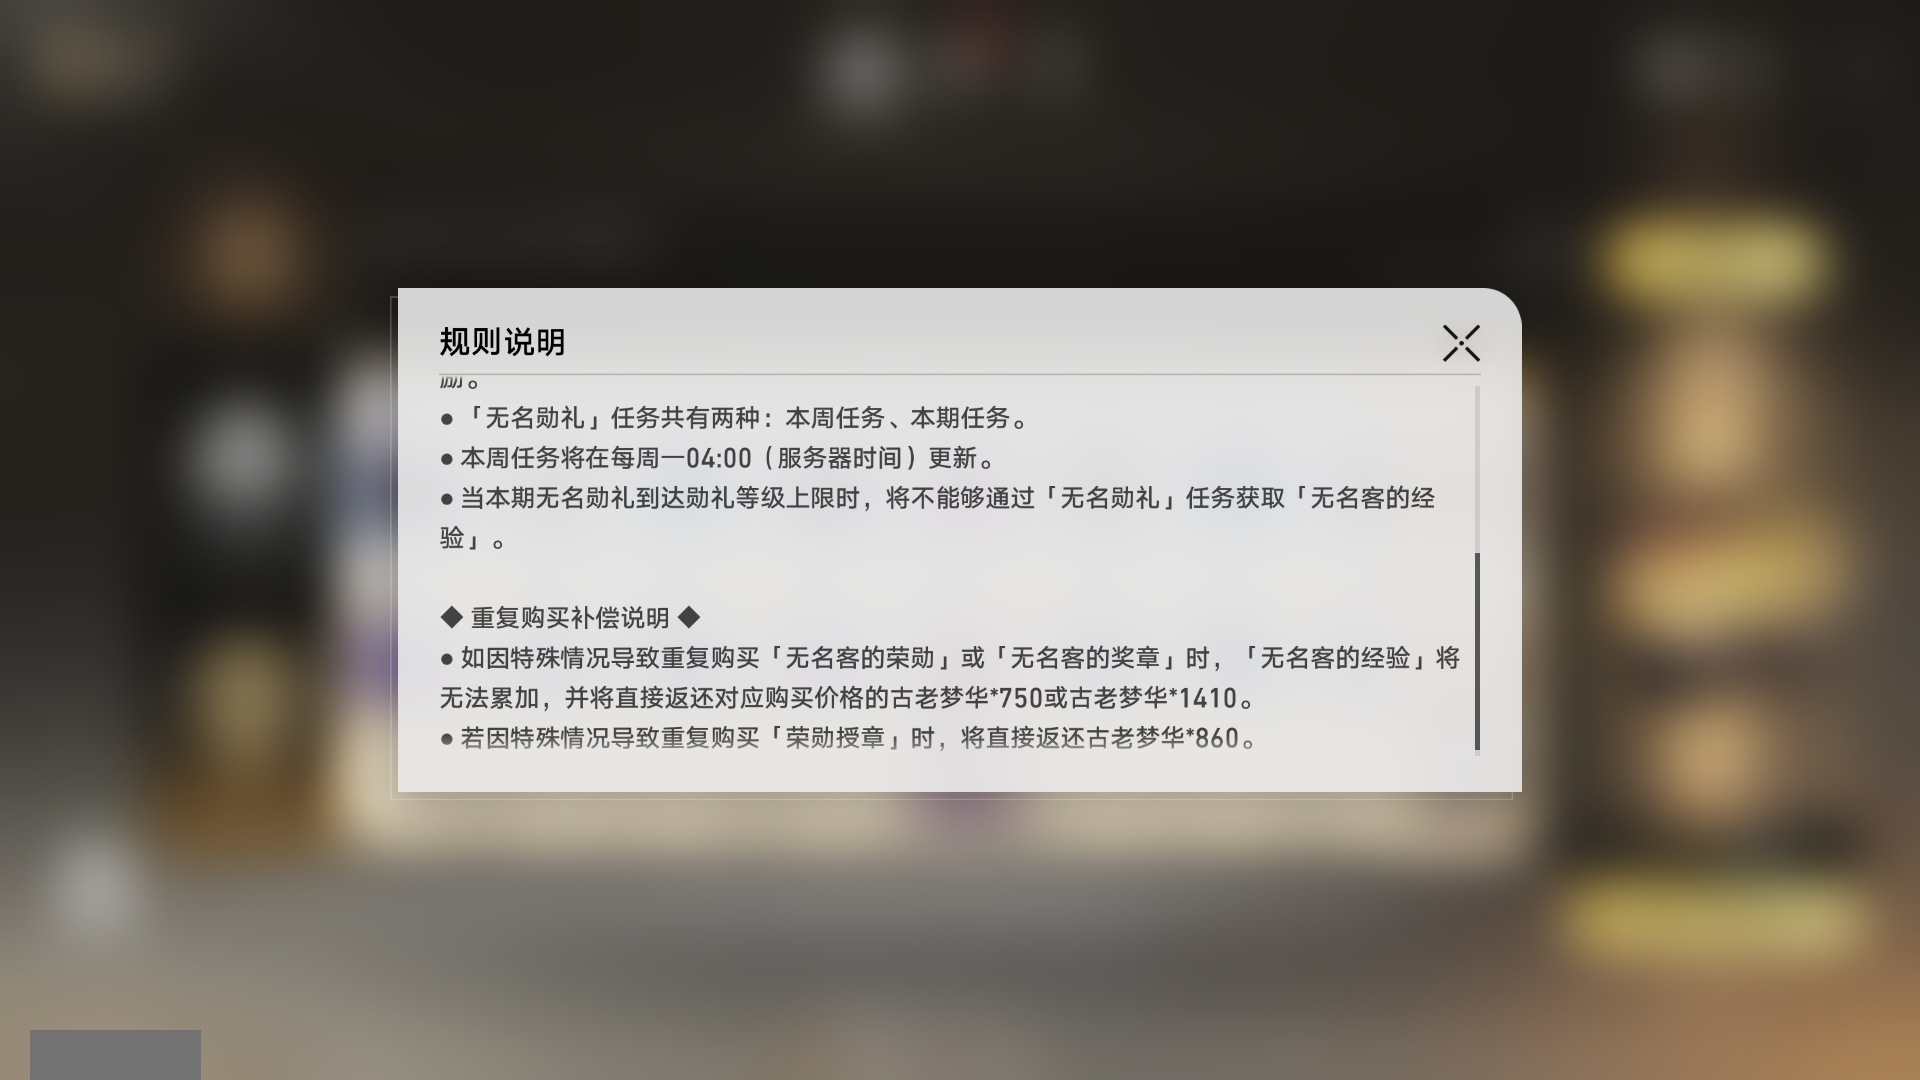 规则说明
励。
● 「无名勋礼」任务共有两种：本周任务、本期任务。
● 本周任务将在每周一04:00（服务器时间）更新。
● 当本期无名勋礼到达勋礼等级上限时，将不能够通过「无名勋礼」任务获取「无名客的经
验」。
◆ 重复购买补偿说明 ◆
● 如因特殊情况导致重复购买「无名客的荣勋」或「无名客的奖章」时，「无名客的经验」将
无法累加，并将直接返还对应购买价格的古老梦华*750或古老梦华*1410。
● 若因特殊情况导致重复购买「荣勋授章」时，将直接返还古老梦华*860。